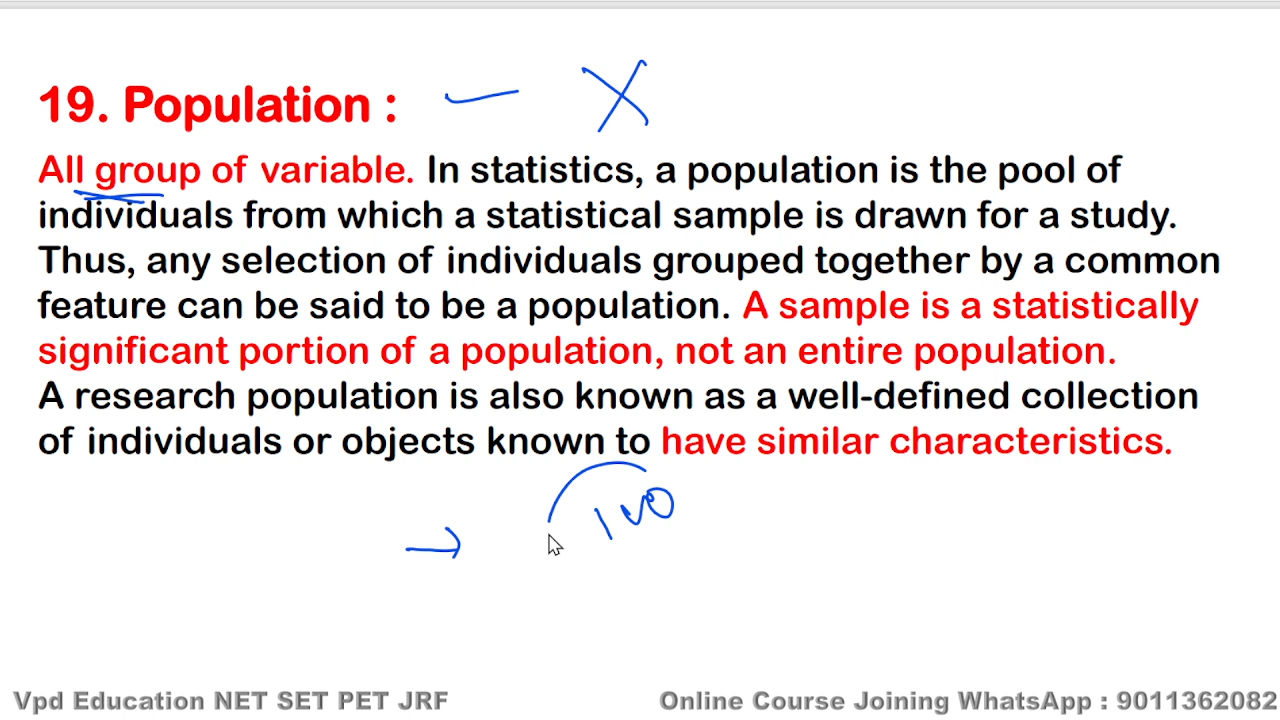 19. Population : – X
All group of variable. In statistics, a population is the pool of
individuals from which a statistical sample is drawn for a study.
Thus, any selection of individuals grouped together by a common
feature can be said to be a population. A sample is a statistically
significant portion of a population, not an entire population.
A research population is also known as a well-defined collection
of individuals or objects known to have similar characteristics.
→ 100
Vpd Education NET SET PET JRF
Online Course Joining WhatsApp : 9011362082